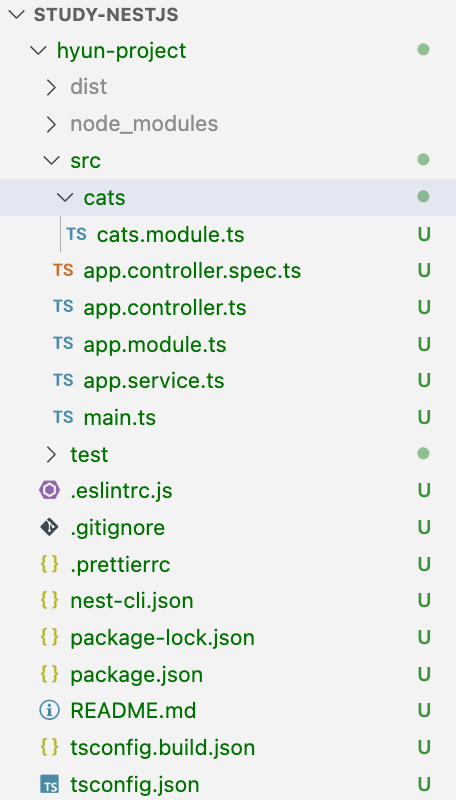 STUDY-NESTJS
hyun-project
dist
node_modules
src
cats
TS cats.module.ts U
TS app.controller.spec.ts U
TS app.controller.ts U
TS app.module.ts U
TS app.service.ts U
TS main.ts U
test
.eslintrc.js U
.gitignore U
{} .prettierrc U
{} nest-cli.json U
{} package-lock.json U
{} package.json U
README.md U
{} tsconfig.build.json U
TS tsconfig.json U